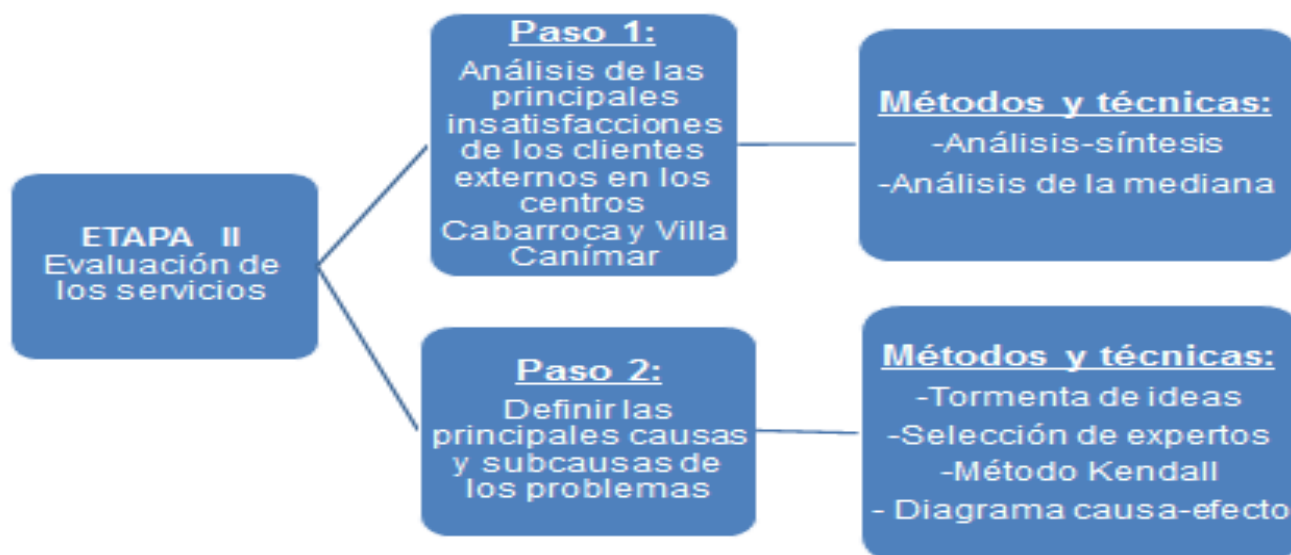 ETAPA II
Evaluación de
los servicios
Paso 1:
Análisis de las
principales
insatisfacciones
de los clientes
externos en los
centros
Cabarroca y Villa
Canímar
Métodos y técnicas:
-Análisis-síntesis
-Análisis de la mediana
Paso 2:
Definir las
principales causas
y subcausas de
los problemas
Métodos y técnicas:
-Tormenta de ideas
-Selección de expertos
-Método Kendall
- Diagrama causa-efecto